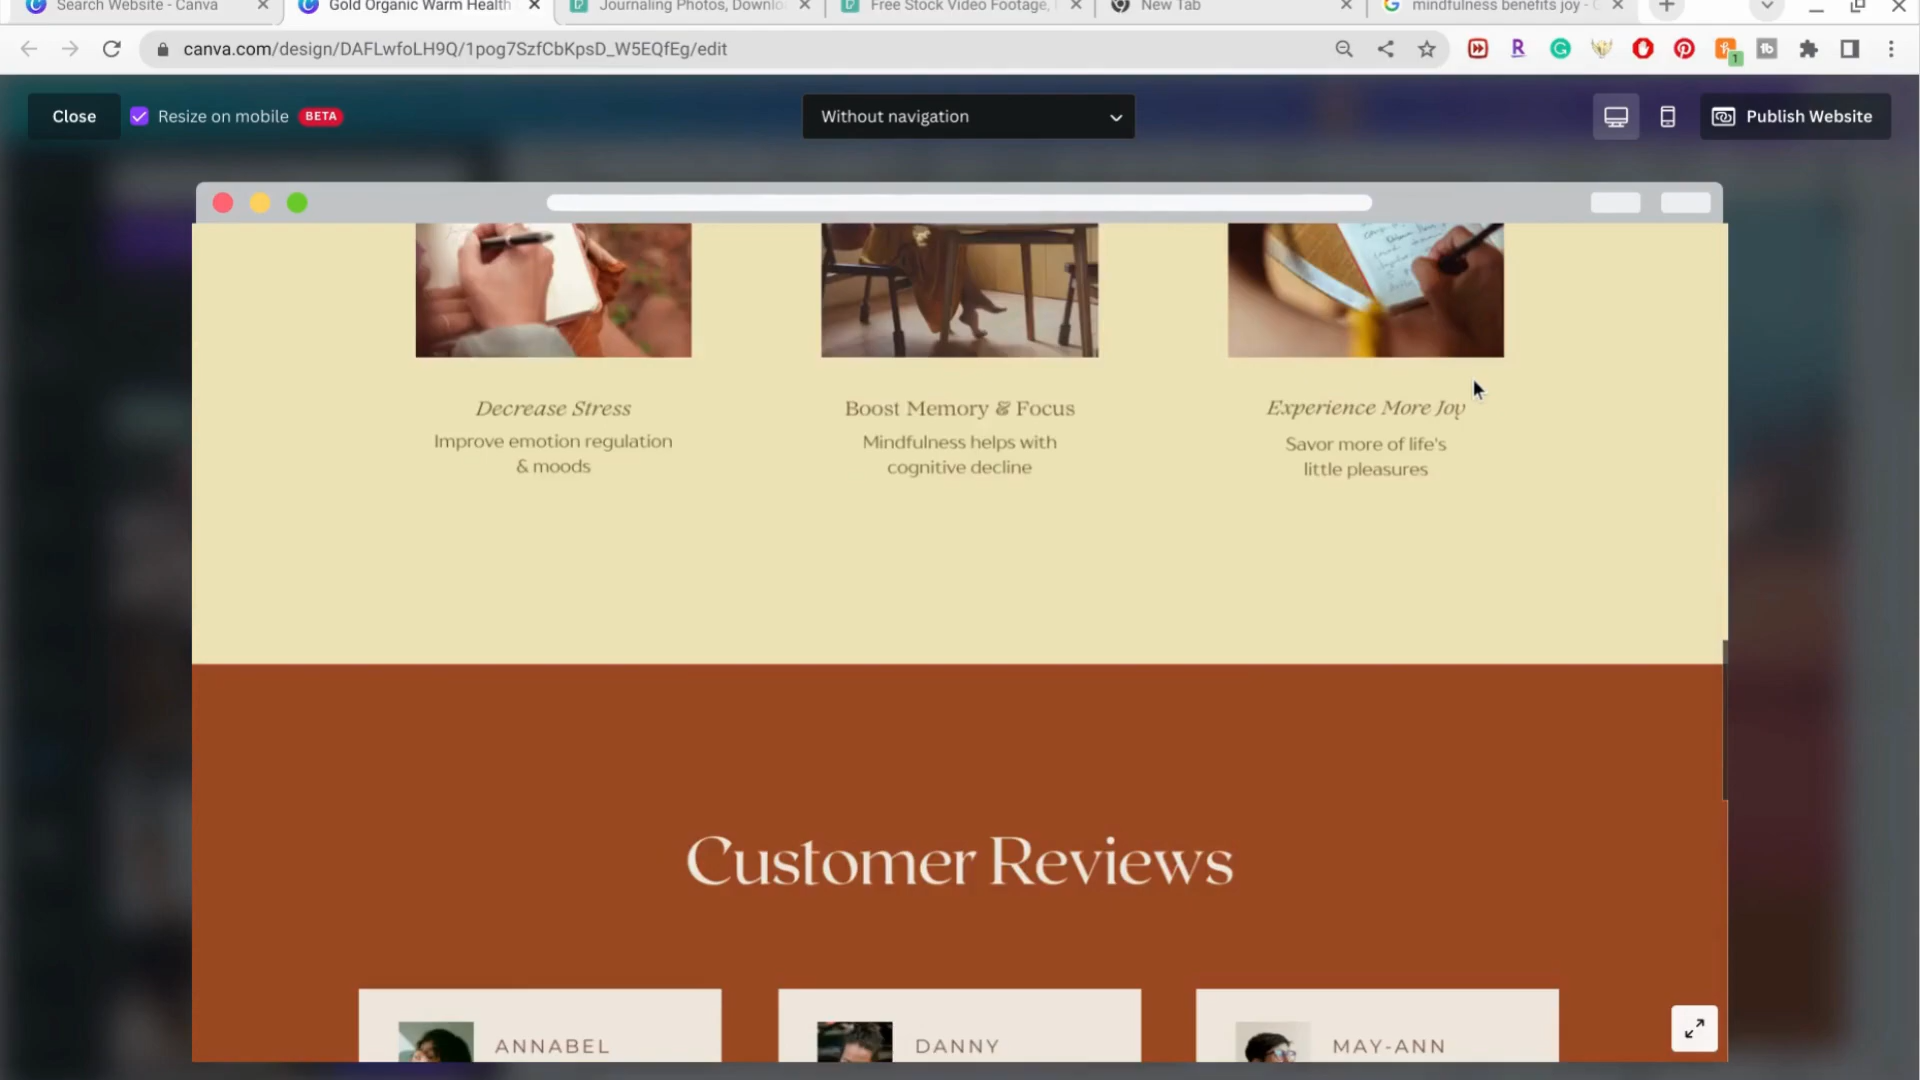 Search Website - Canva
Gold Organic Warm Health
Journaling Photos, Downlo
Free Stock Video Footage,
New Tab
mindfulness benefits joy -
canva.com/design/DAFLwfoLH9Q/1pog7SzfCbKpsD_W5EQfEg/edit
Close
Resize on mobile
BETA
Without navigation
Publish Website
Decrease Stress
Improve emotion regulation
& moods
Boost Memory & Focus
Mindfulness helps with
cognitive decline
Experience More Joy
Savor more of life's
little pleasures
Customer Reviews
ANNABEL
DANNY
MAY-ANN